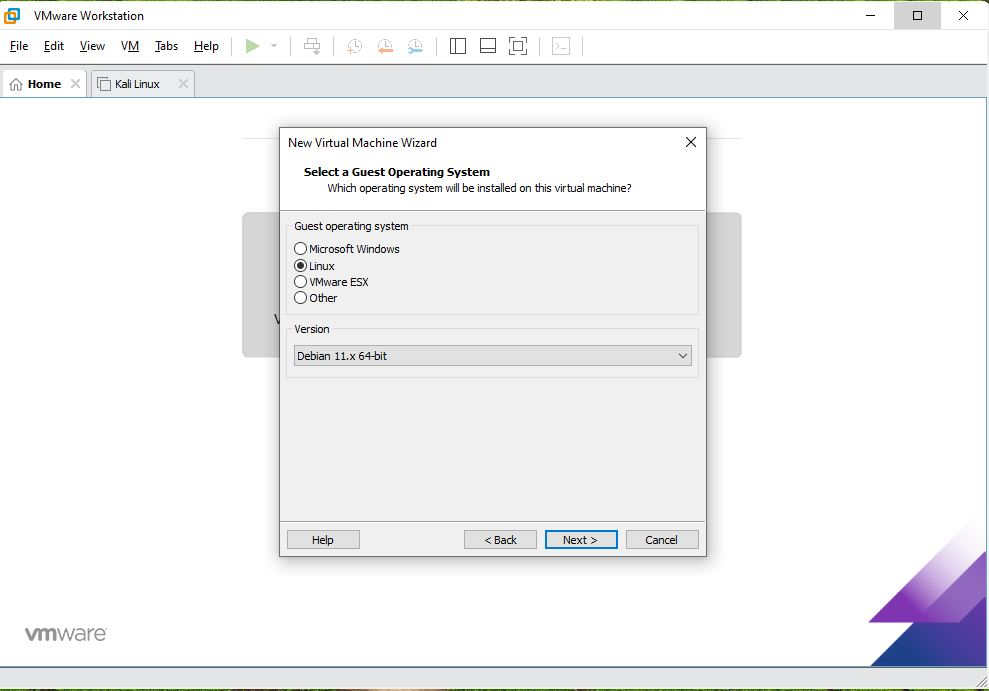 VMware Workstation
File Edit View VM Tabs Help
Home Kali Linux
New Virtual Machine Wizard
Select a Guest Operating System
Which operating system will be installed on this virtual machine?
Guest operating system
Microsoft Windows
Linux
VMware ESX
Other
Version
Debian 11.x 64-bit
Help < Back Next > Cancel
vmware